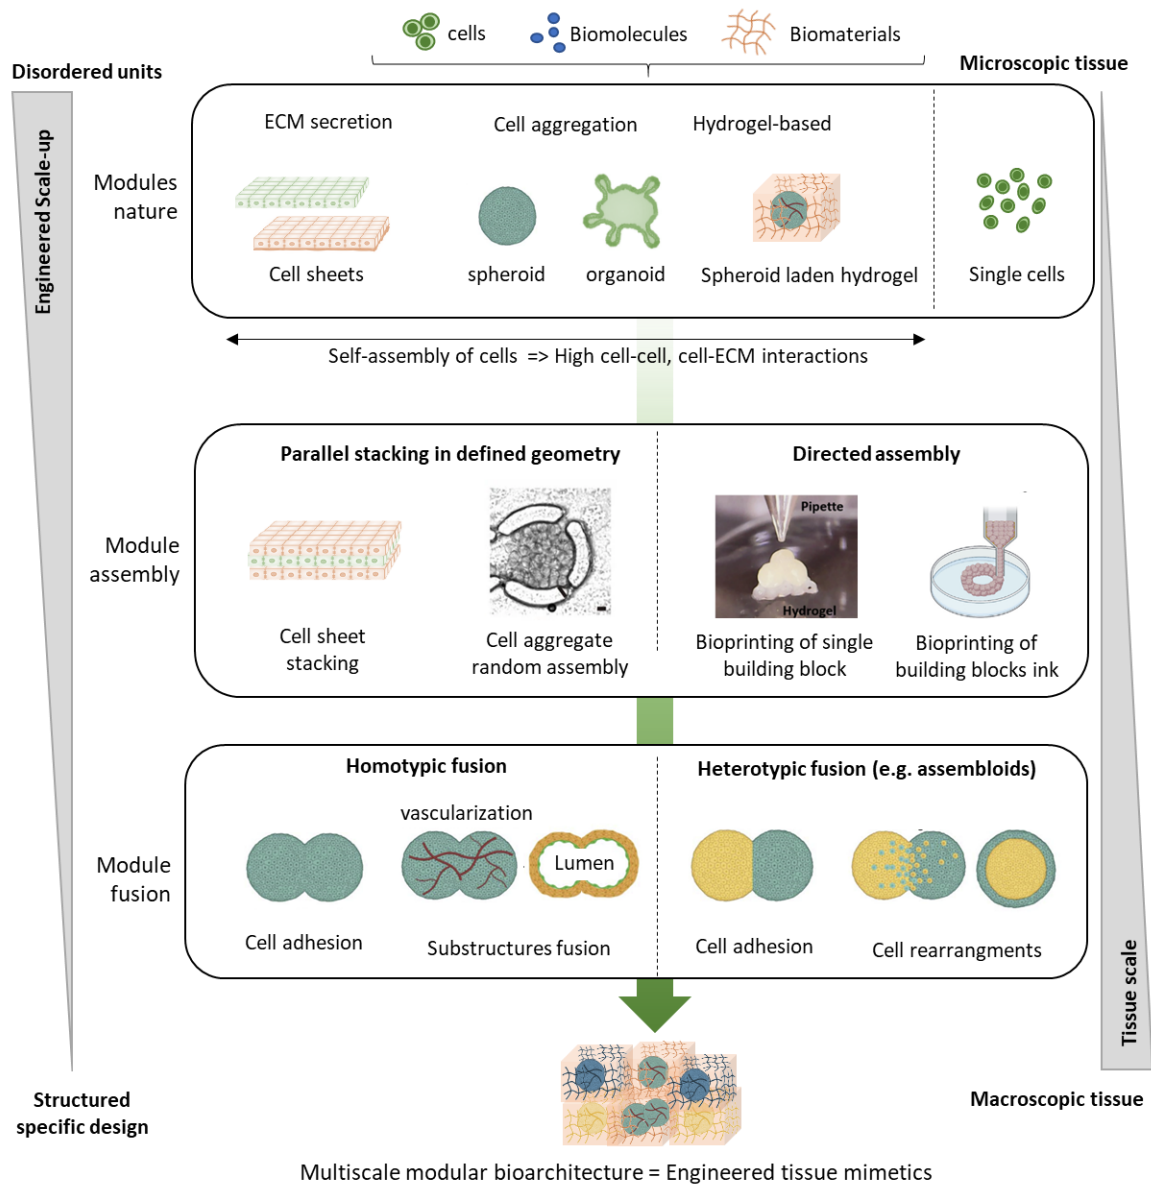 cells
Biomolecules
Biomaterials
Disordered units
Microscopic tissue
Engineered Scale-up
Modules
nature
ECM secretion
Cell aggregation
Hydrogel-based
Cell sheets
spheroid
organoid
Spheroid laden hydrogel
Single cells
Self-assembly of cells => High cell-cell, cell-ECM interactions
Module
assembly
Parallel stacking in defined geometry
Directed assembly
Pipette
Hydrogel
Cell sheet
stacking
Cell aggregate
random assembly
Bioprinting of single
building block
Bioprinting of
building blocks ink
Module
fusion
Homotypic fusion
Heterotypic fusion (e.g. assembloids)
vascularization
Lumen
Cell adhesion
Substructures fusion
Cell adhesion
Cell rearrangments
Tissue scale
Structured
specific design
Macroscopic tissue
Multiscale modular bioarchitecture = Engineered tissue mimetics